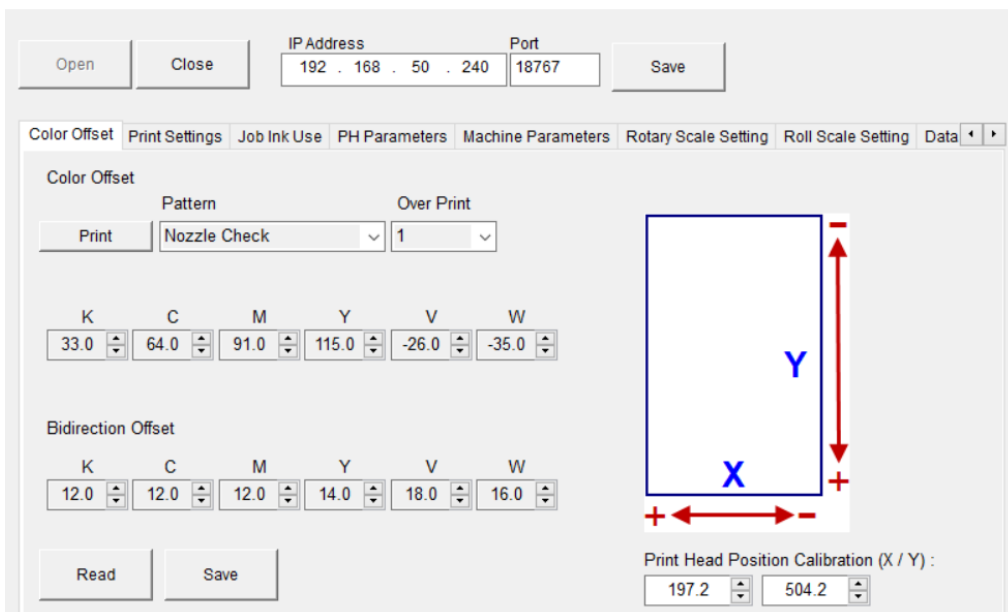 IP Address Port
Open Close 192 . 168 . 50 . 240 18767 Save
Color Offset Print Settings Job Ink Use PH Parameters Machine Parameters Rotary Scale Setting Roll Scale Setting Data
Color Offset
Pattern Over Print
Print Nozzle Check 1
K C M Y V W
33.0 64.0 91.0 115.0 -26.0 -35.0
Bidirection Offset
K C M Y V W
12.0 12.0 12.0 14.0 18.0 16.0
Read Save
-
Y
X +
+ -
Print Head Position Calibration (X / Y) :
197.2 504.2